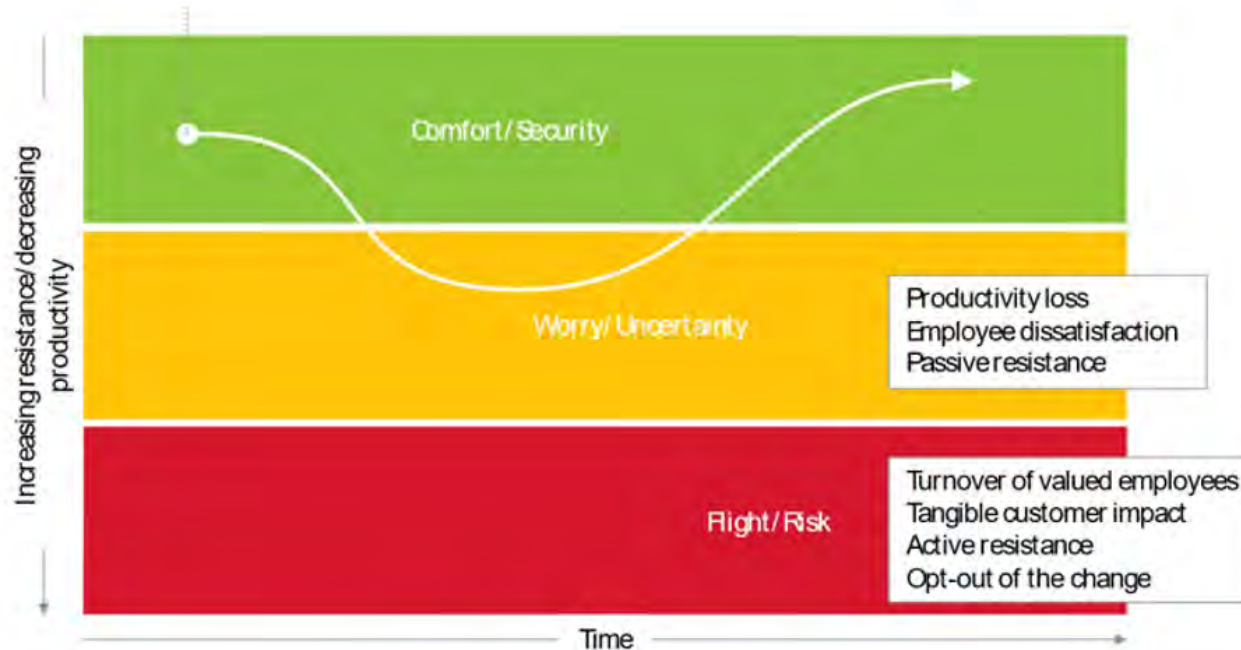 Increasing resistance/ decreasing
productivity
Comfort/ Security
Worry/ Uncertainty
Productivity loss
Employee dissatisfaction
Passive resistance
Flight/ Risk
Turnover of valued employees
Tangible customer impact
Active resistance
Opt-out of the change
Time